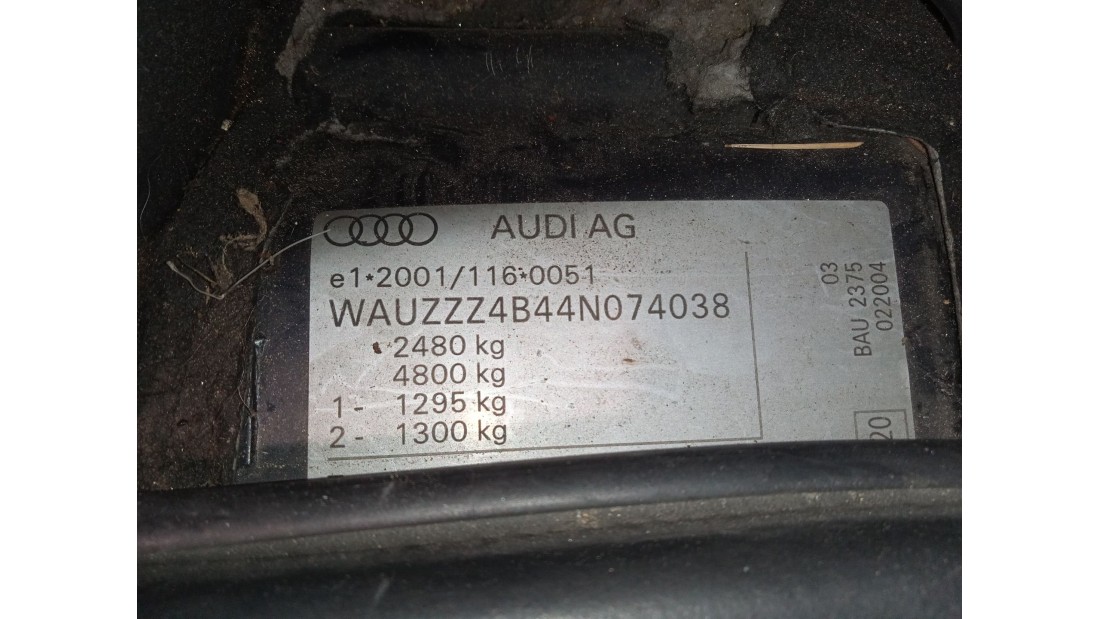 AUDI AG
e1*2001/116*0051
WAUZZZ4B44N074038
2480 kg
4800 kg
1- 1295 kg
2- 1300 kg
03
BAU 2375
022004
20